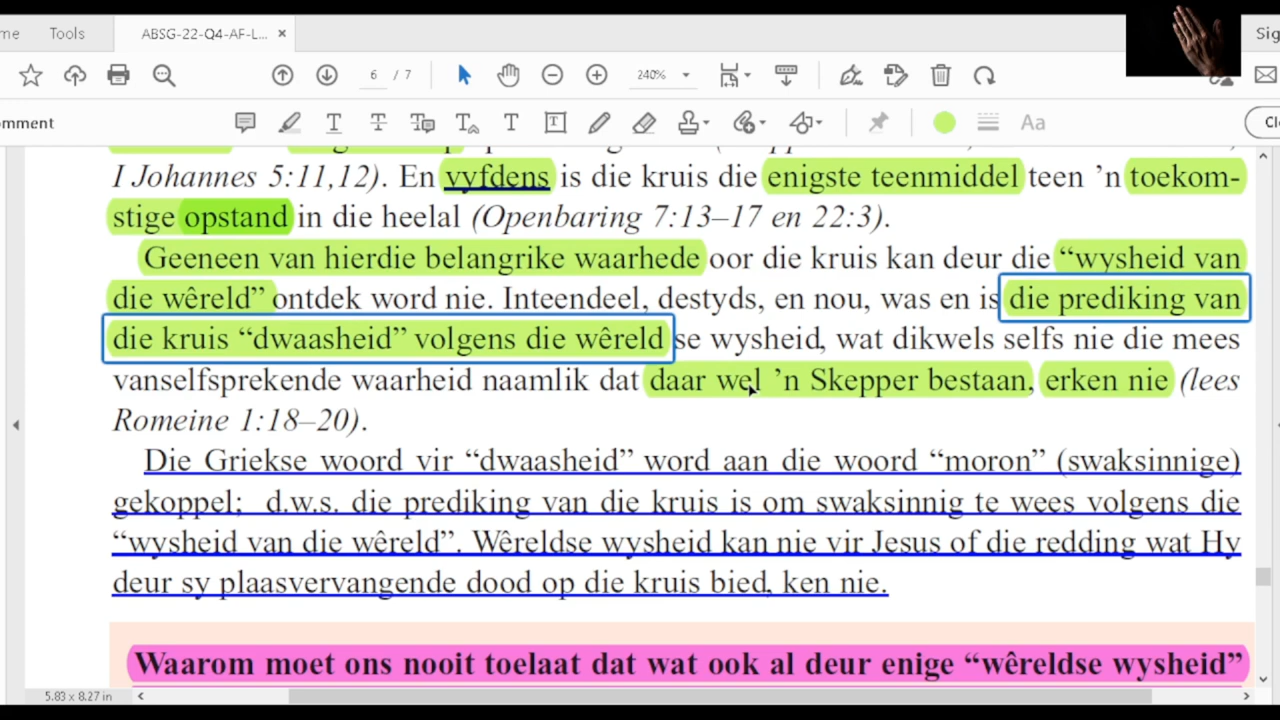 me
Tools
ABSG-22-Q4-AF-L...
×
Sig
6 / 7
240%
mment
Aa
Cl
I Johannes 5:11,12). En vyfdens is die kruis die enigste teenmiddel teen ’n toekom-
stige opstand in die heelal (Openbaring 7:13–17 en 22:3).
Geeneen van hierdie belangrike waarhede oor die kruis kan deur die “wysheid van
die wêreld” ontdek word nie. Inteendeel, destyds, en nou, was en is die prediking van
die kruis “dwaasheid” volgens die wêreld se wysheid, wat dikwels selfs nie die mees
vanselfsprekende waarheid naamlik dat daar wel ’n Skepper bestaan, erken nie (lees
Romeine 1:18–20).
Die Griekse woord vir “dwaasheid” word aan die woord “moron” (swaksinnige)
gekoppel; d.w.s. die prediking van die kruis is om swaksinnig te wees volgens die
“wysheid van die wêreld”. Wêreldse wysheid kan nie vir Jesus of die redding wat Hy
deur sy plaasvervangende dood op die kruis bied, ken nie.
Waarom moet ons nooit toelaat dat wat ook al deur enige “wêreldse wysheid”
5.83 x 8.27 in